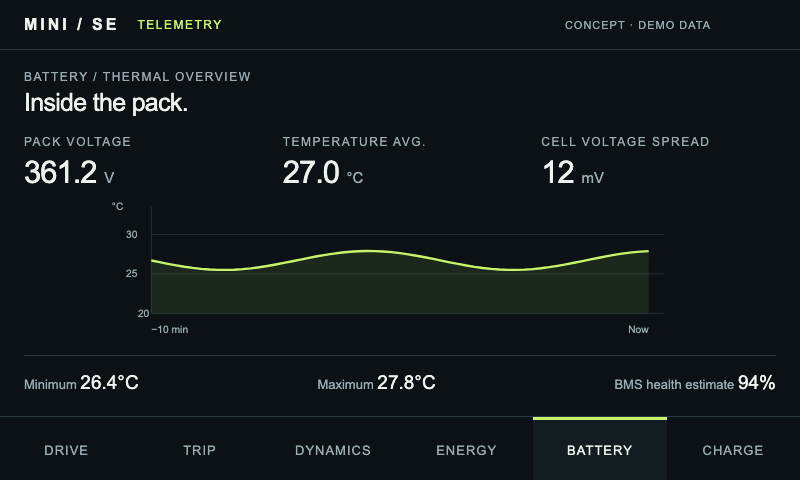 MINI / SE TELEMETRY CONCEPT · DEMO DATA
BATTERY / THERMAL OVERVIEW
Inside the pack.
PACK VOLTAGE TEMPERATURE AVG. CELL VOLTAGE SPREAD
361.2 V 27.0 °C 12 mV
°C
30
25
20
−10 min Now
Minimum 26.4°C Maximum 27.8°C BMS health estimate 94%
DRIVE TRIP DYNAMICS ENERGY BATTERY CHARGE